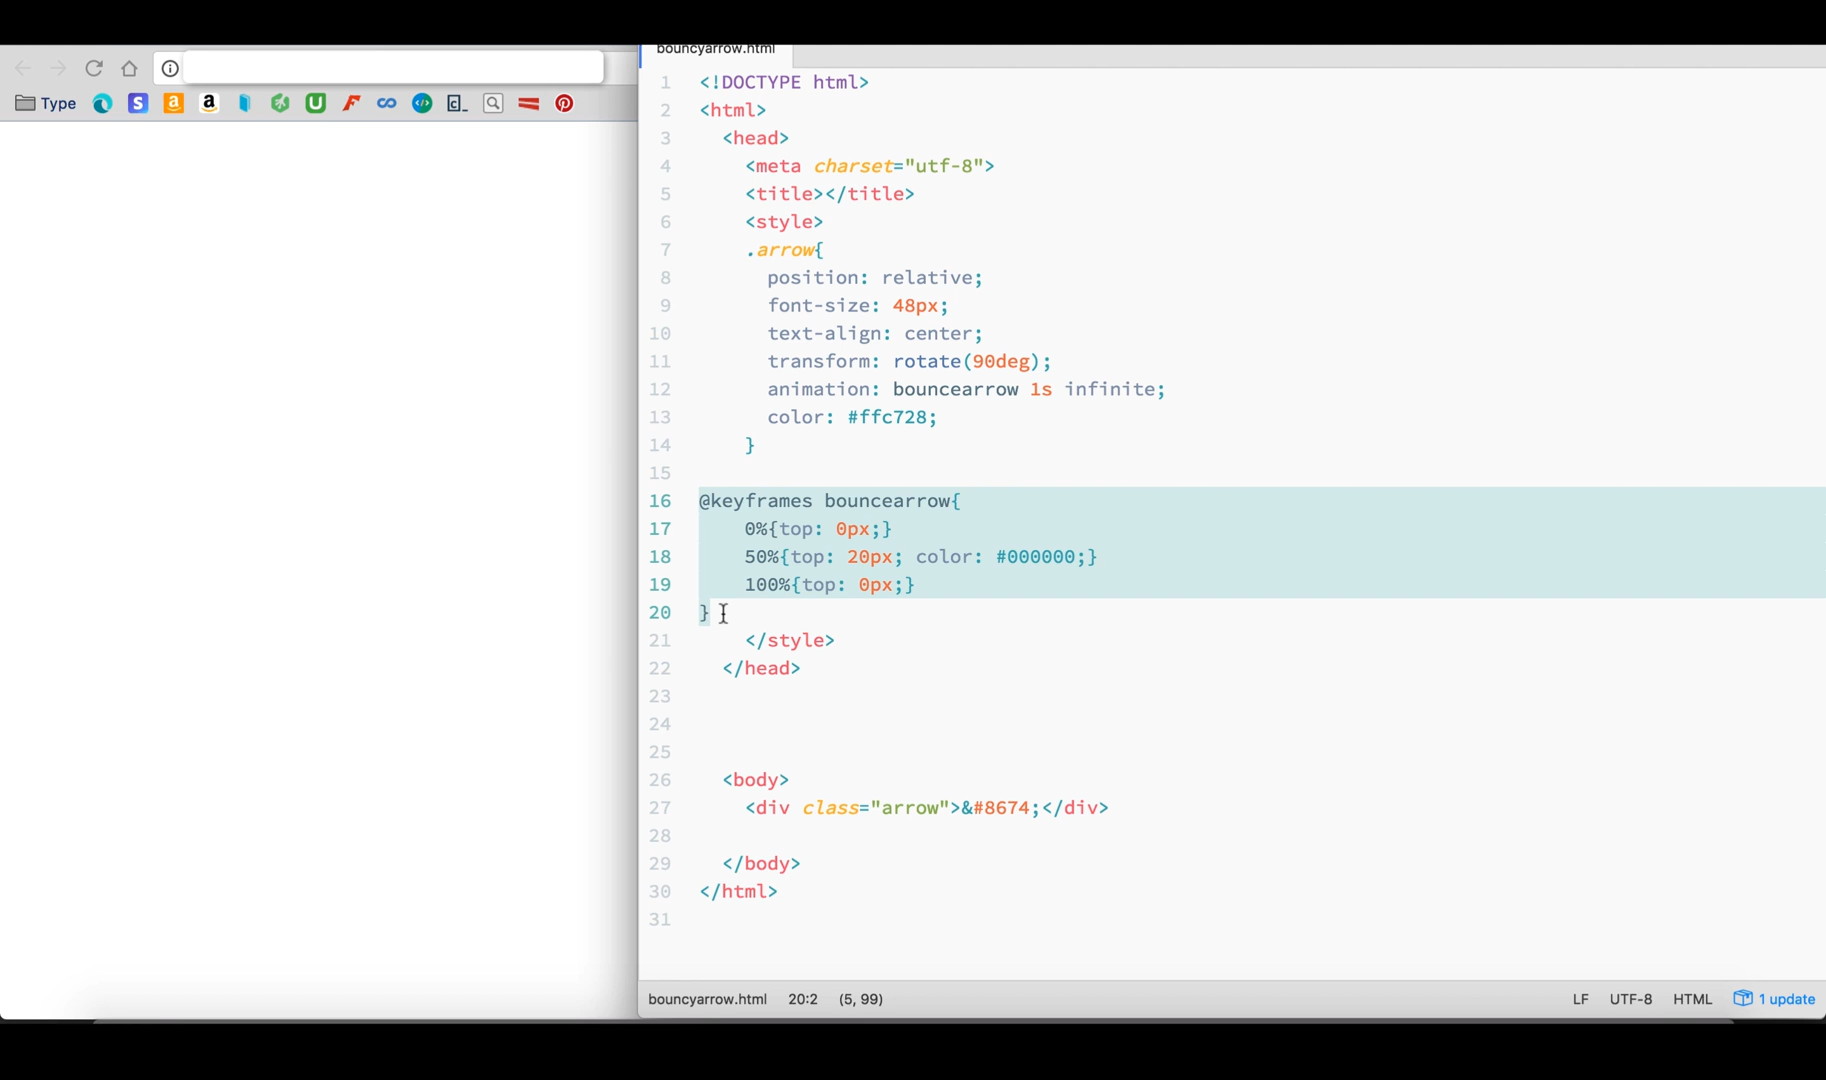 bouncyarrow.html
Type
1 <!DOCTYPE html>
2 <html>
3 <head>
4 <meta charset="utf-8">
5 <title></title>
6 <style>
7 .arrow{
8 position: relative;
9 font-size: 48px;
10 text-align: center;
11 transform: rotate(90deg);
12 animation: bouncearrow 1s infinite;
13 color: #ffc728;
14 }
15
16 @keyframes bouncearrow{
17 0%{top: 0px;}
18 50%{top: 20px; color: #000000;}
19 100%{top: 0px;}
20 }
21 </style>
22 </head>
23
24
25
26 <body>
27 <div class="arrow">&#8674;</div>
28
29 </body>
30 </html>
31
bouncyarrow.html 20:2 (5, 99) LF UTF-8 HTML 1 update